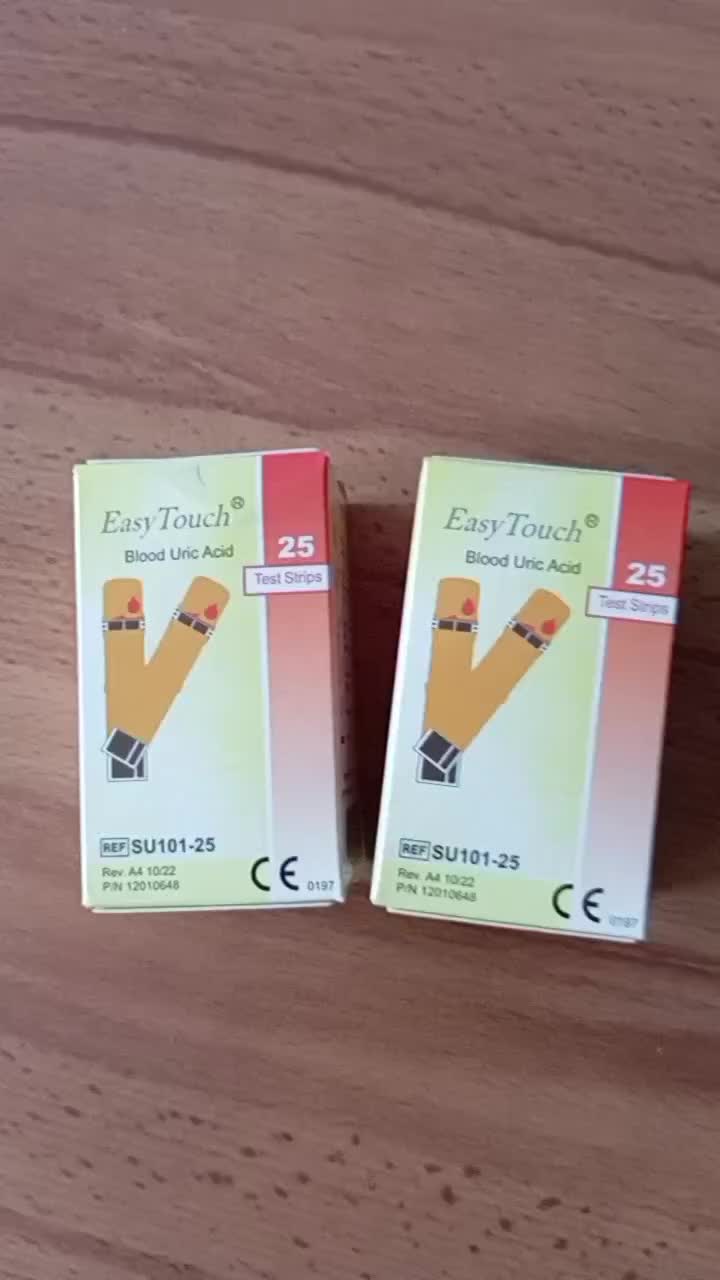 EasyTouch®
Blood Uric Acid
25
Test Strips
REF SU101-25
Rev. A4 10/22
P/N 12010648
CE 0197
EasyTouch®
Blood Uric Acid
25
Test Strips
REF SU101-25
Rev. A4 10/22
P/N 12010648
CE 0197